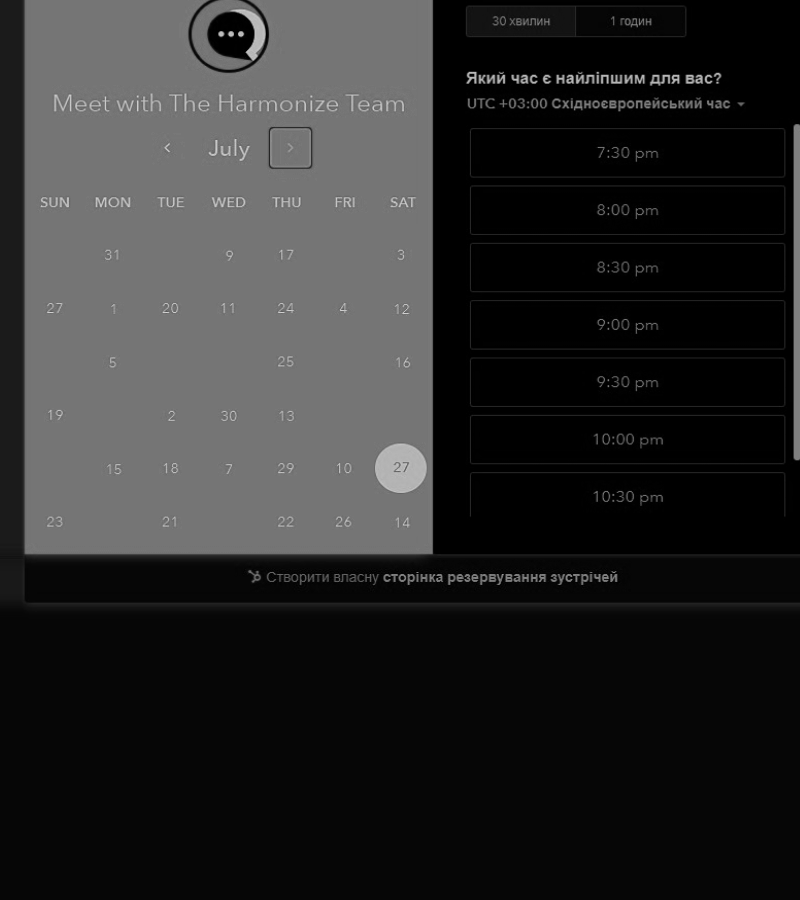 Meet with The Harmonize Team
July
SUN MON TUE WED THU FRI SAT
31 9 17 3
27 1 20 11 24 4 12
5 25 16
19 2 30 13
15 18 7 29 10 27
23 21 22 26 14
30 хвилин 1 годин
Який час є найліпшим для вас?
UTC +03:00 Східноєвропейський час
7:30 pm
8:00 pm
8:30 pm
9:00 pm
9:30 pm
10:00 pm
10:30 pm
Створити власну сторінка резервування зустрічей